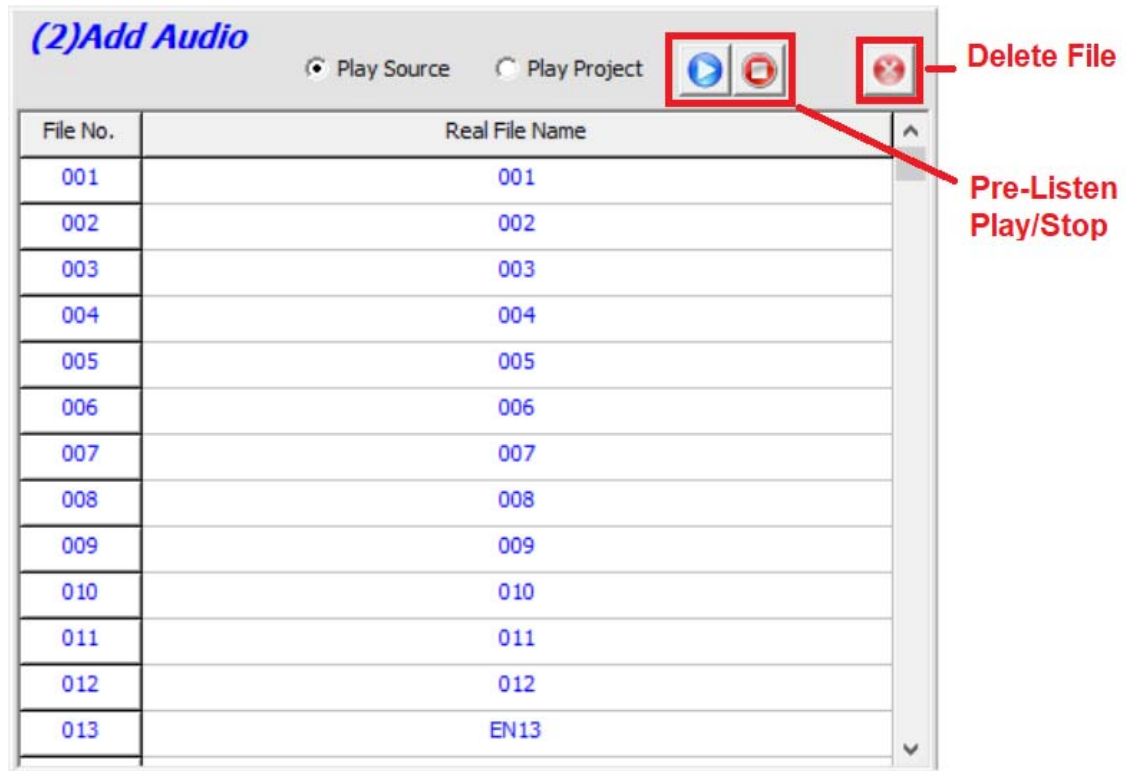 (2)Add Audio
Play Source Play Project
Delete File
File No. Real File Name
001 001
Pre-Listen
Play/Stop
002 002
003 003
004 004
005 005
006 006
007 007
008 008
009 009
010 010
011 011
012 012
013 EN13